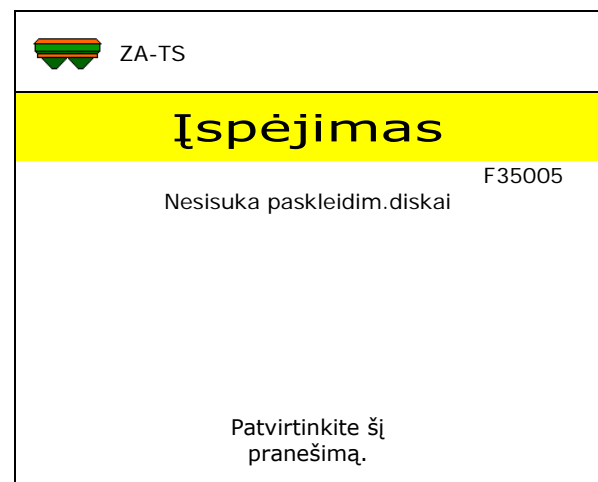 ZA-TS
Įspėjimas
F35005
Nesisuka paskleidim.diskai
Patvirtinkite šį
pranešimą.